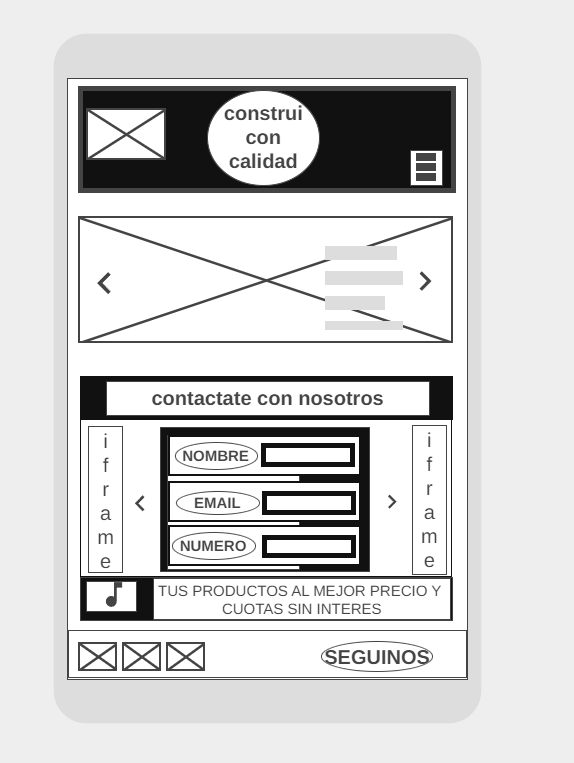 construi
con
calidad
contactate con nosotros
iframe
NOMBRE
EMAIL
NUMERO
iframe
TUS PRODUCTOS AL MEJOR PRECIO Y
CUOTAS SIN INTERES
SEGUINOS